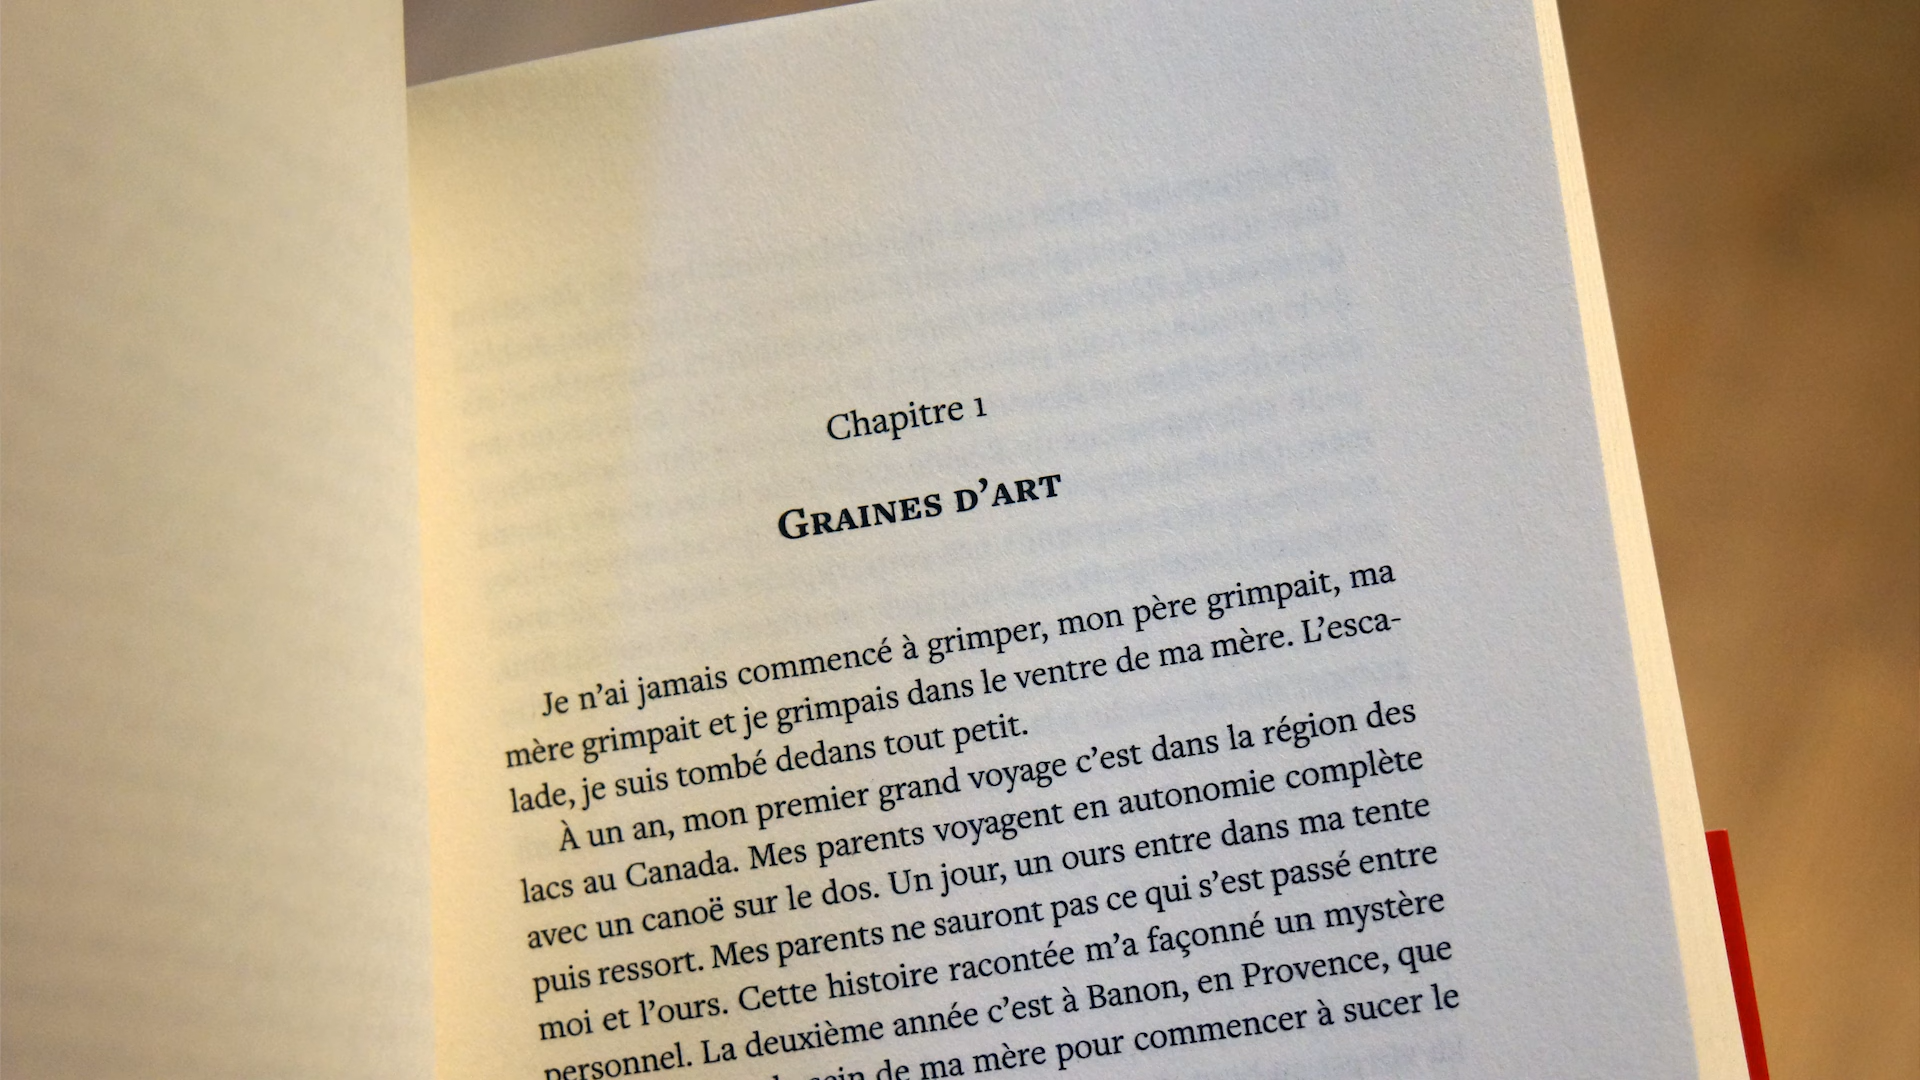 Chapitre 1
GRAINES D'ART
Je n'ai jamais commencé à grimper, mon père grimpait, ma
mère grimpait et je grimpais dans le ventre de ma mère. L'esca-
lade, je suis tombé dedans tout petit.
À un an, mon premier grand voyage c'est dans la région des
lacs au Canada. Mes parents voyagent en autonomie complète
avec un canoë sur le dos. Un jour, un ours entre dans ma tente
puis ressort. Mes parents ne sauront pas ce qui s'est passé entre
moi et l'ours. Cette histoire racontée m'a façonné un mystère
personnel. La deuxième année c'est à Banon, en Provence, que
sein de ma mère pour commencer à sucer le